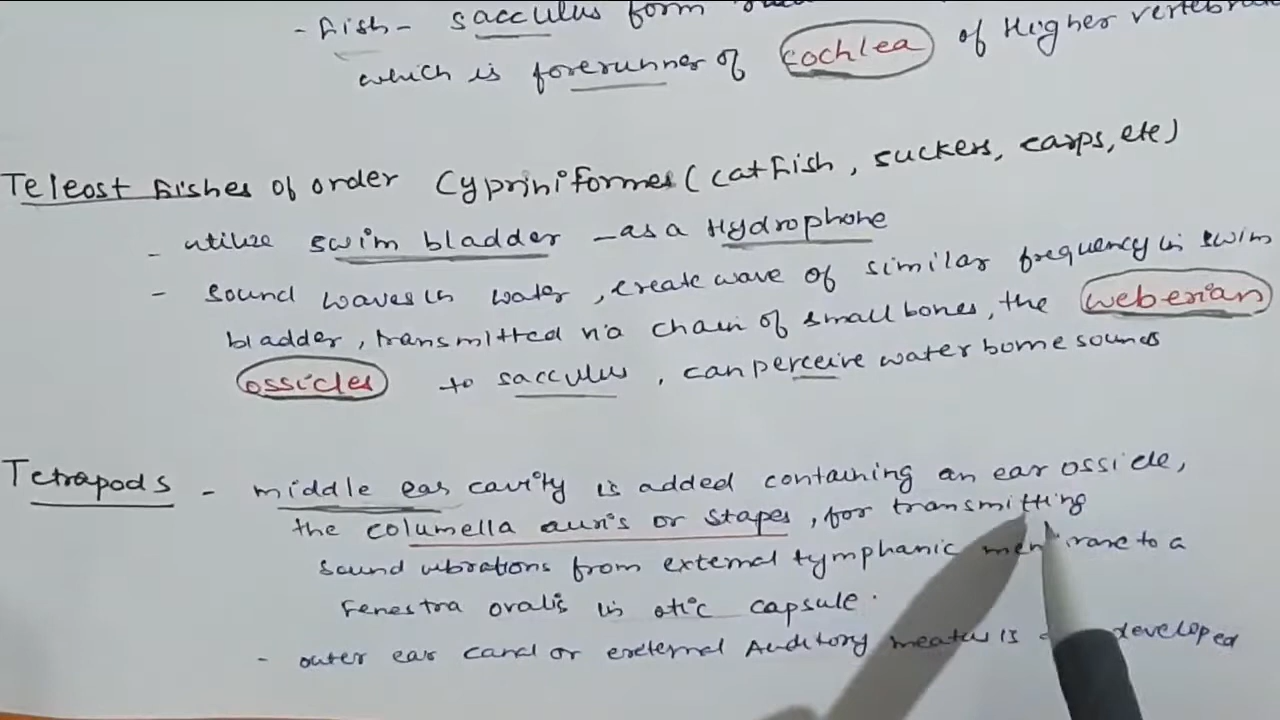 - fish - sacculus form
which is forerunner of cochlea of Higher vertebra
Teleost fishes of order Cypriniformes (catfish, suckers, carps, etc)
- utilize swim bladder - as a Hydrophone
- sound waves in water, create wave of similar frequency in swim
bladder, transmitted via chain of small bones, the weberian
ossicles to sacculus, can perceive water borne sounds
Tetrapods - middle ear cavity is added containing an ear ossicle,
the columella auris or stapes, for transmitting
sound vibrations from external tymphanic membrane to a
Fenestra ovalis in otic capsule.
- outer ear canal or external Auditory meatus is developed